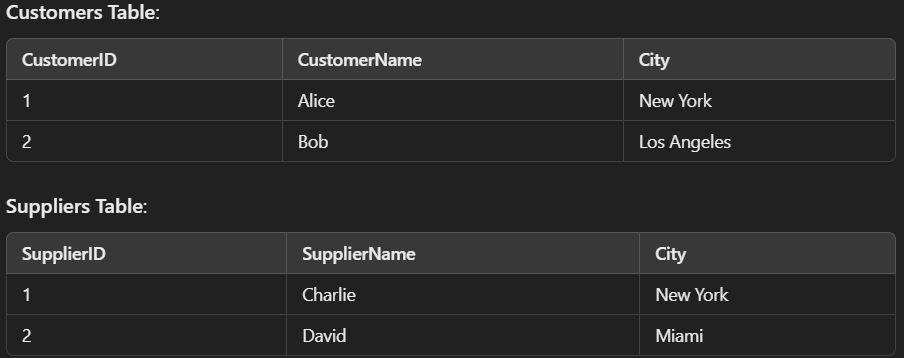 Customers Table:
CustomerID CustomerName City
1 Alice New York
2 Bob Los Angeles
Suppliers Table:
SupplierID SupplierName City
1 Charlie New York
2 David Miami